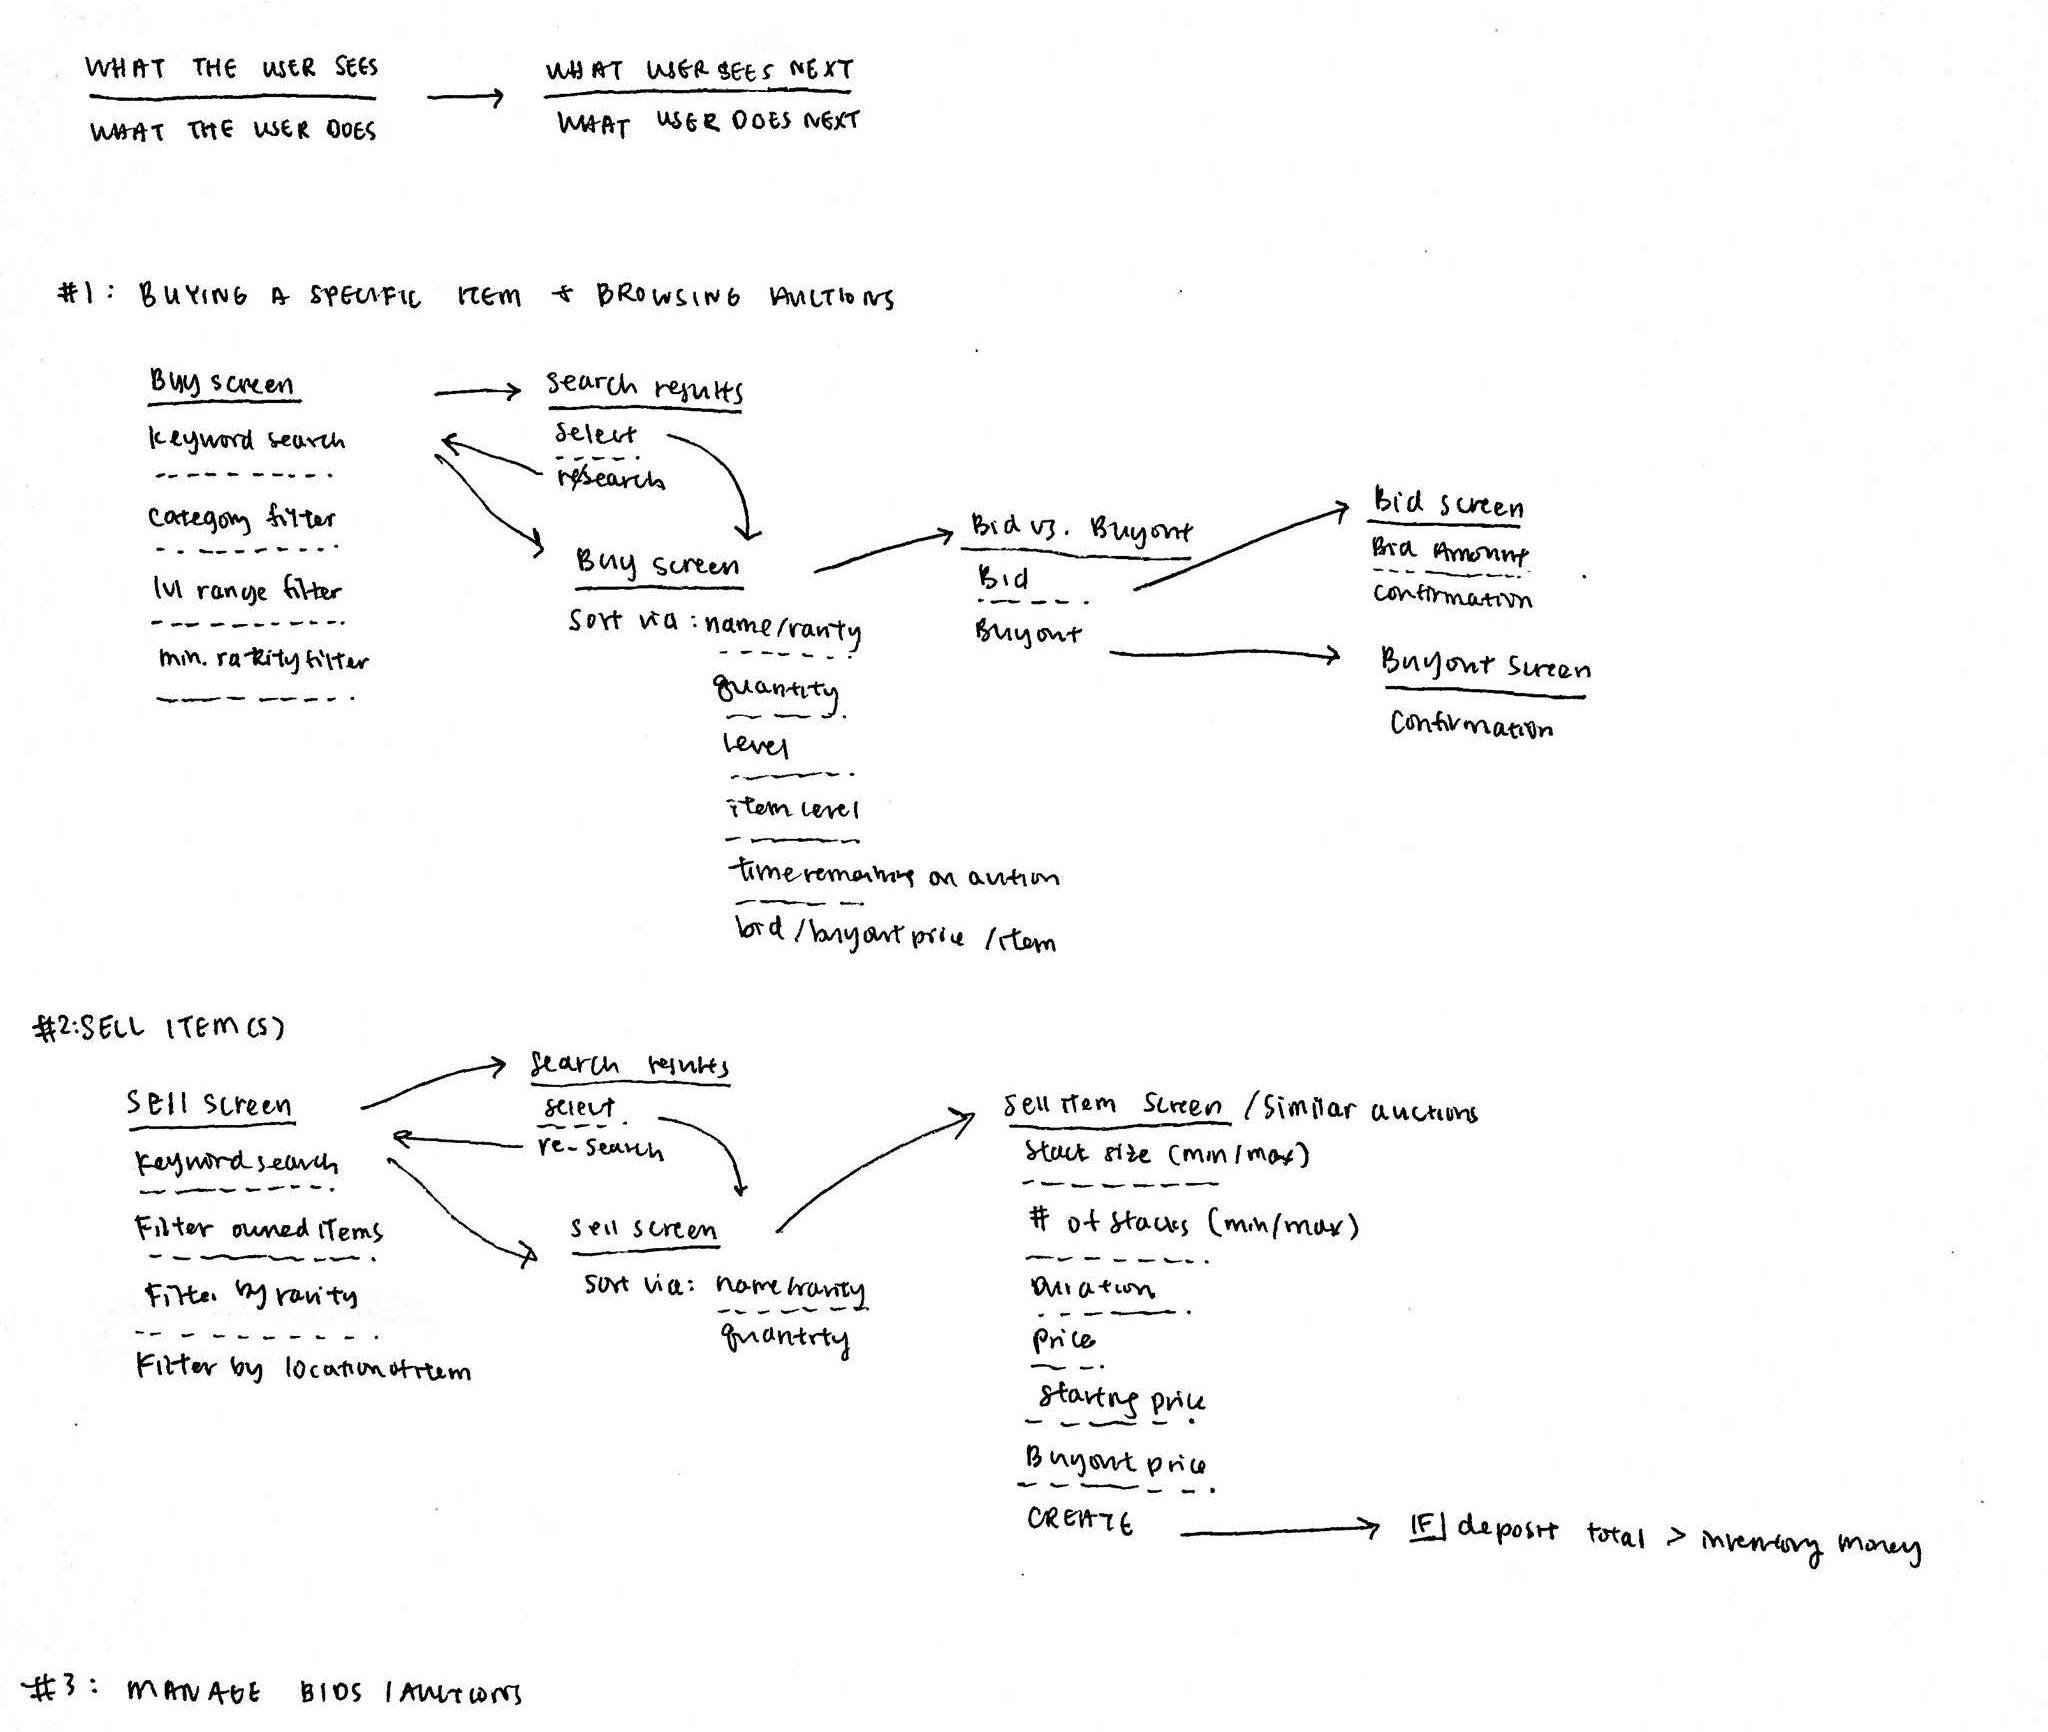 WHAT THE USER SEES
WHAT THE USER DOES
WHAT USER SEES NEXT
WHAT USER DOES NEXT
#1: BUYING A SPECIFIC ITEM + BROWSING AUCTIONS
Buy screen
keyword search
category filter
lvl range filter
min. rarity filter
search results
select
research
Buy screen
sort via: name/rarity
quantity
level
item level
time remaining on auction
bid/buyout price/item
Bid vs. Buyout
Bid
Buyout
Bid screen
Bid Amount
confirmation
Buyout screen
confirmation
#2: SELL ITEM(S)
Sell screen
keyword search
Filter owned items
Filter by rarity
Filter by location of item
search results
select
re-search
sell screen
sort via: name/rarity
quantity
sell item screen /similar auctions
stack size (min/max)
# of stacks (min/max)
Duration
price
starting price
Buyout price
CREATE
IF deposit total > inventory money
#3: MANAGE BIDS/AUCTIONS